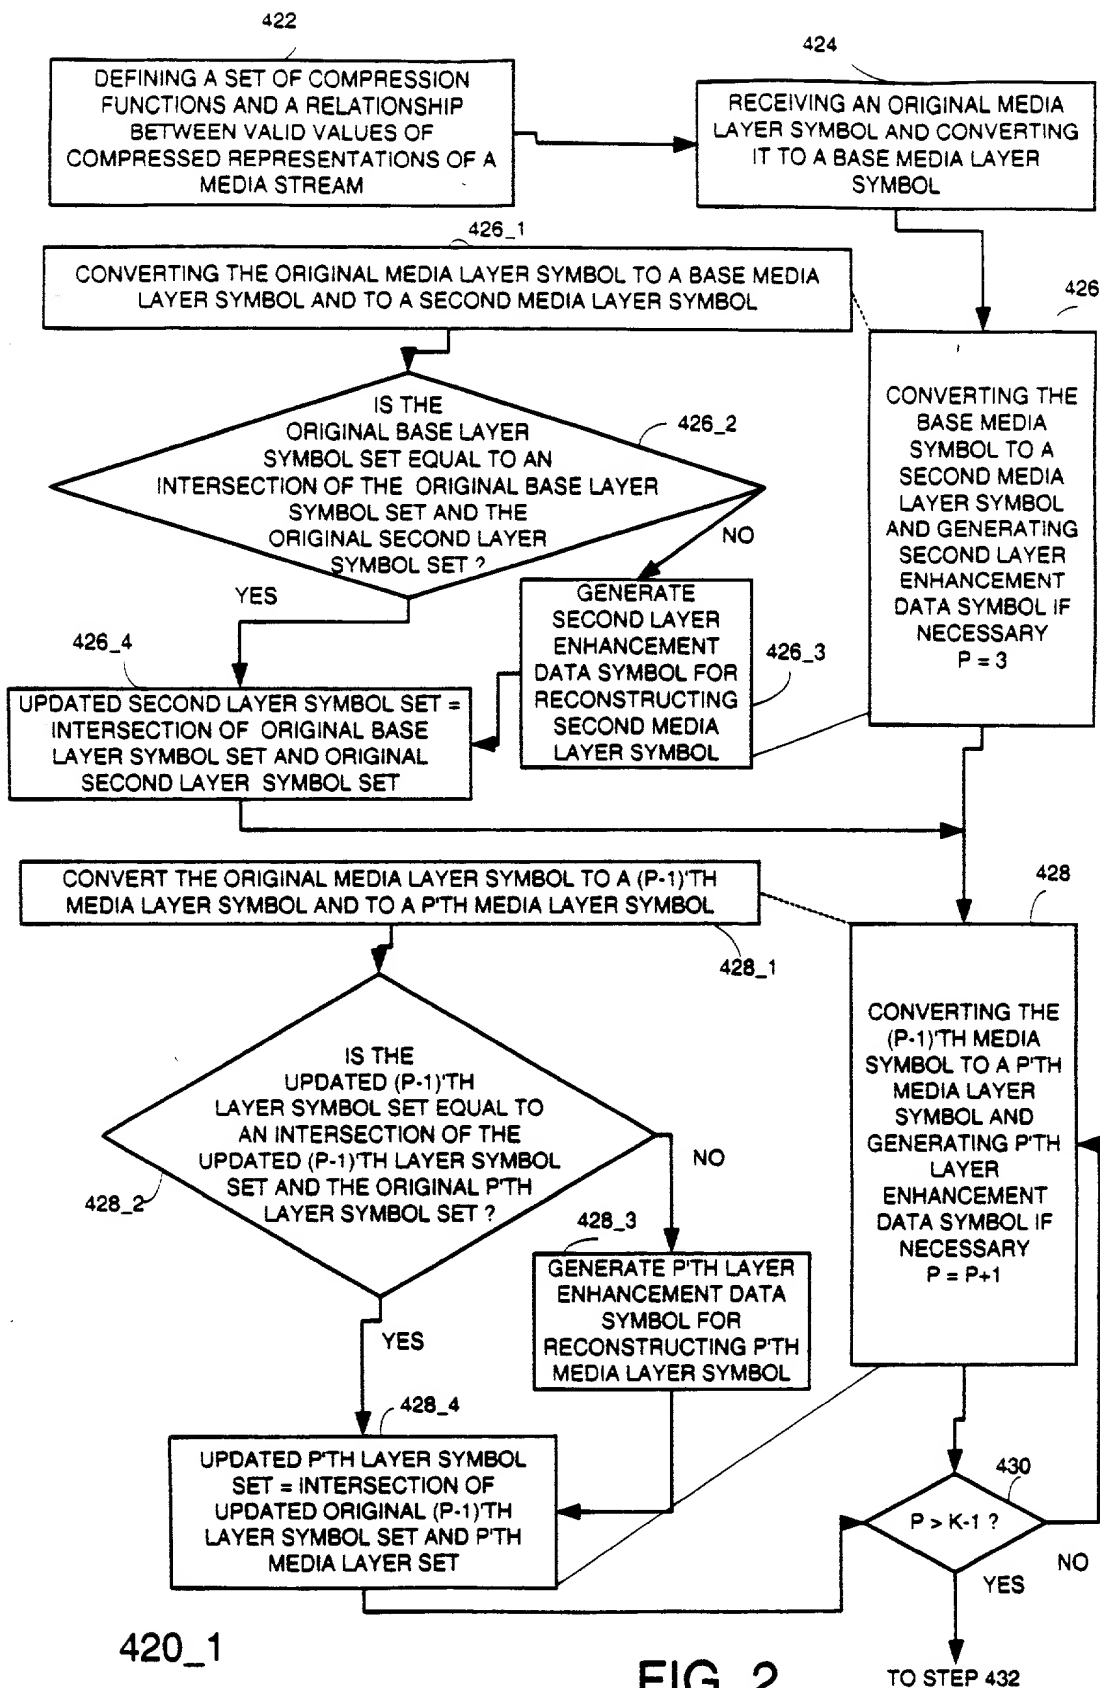 422
DEFINING A SET OF COMPRESSION
FUNCTIONS AND A RELATIONSHIP
BETWEEN VALID VALUES OF
COMPRESSED REPRESENTATIONS OF A
MEDIA STREAM
424
RECEIVING AN ORIGINAL MEDIA
LAYER SYMBOL AND CONVERTING
IT TO A BASE MEDIA LAYER
SYMBOL
426_1
CONVERTING THE ORIGINAL MEDIA LAYER SYMBOL TO A BASE MEDIA
LAYER SYMBOL AND TO A SECOND MEDIA LAYER SYMBOL
426
CONVERTING THE
BASE MEDIA
SYMBOL TO A
SECOND MEDIA
LAYER SYMBOL
AND GENERATING
SECOND LAYER
ENHANCEMENT
DATA SYMBOL IF
NECESSARY
P = 3
IS THE
ORIGINAL BASE LAYER
SYMBOL SET EQUAL TO AN
INTERSECTION OF THE ORIGINAL BASE LAYER
SYMBOL SET AND THE
ORIGINAL SECOND LAYER
SYMBOL SET ?
426_2
NO
YES
GENERATE
SECOND LAYER
ENHANCEMENT
DATA SYMBOL FOR
RECONSTRUCTING
SECOND MEDIA
LAYER SYMBOL
426_3
426_4
UPDATED SECOND LAYER SYMBOL SET =
INTERSECTION OF ORIGINAL BASE
LAYER SYMBOL SET AND ORIGINAL
SECOND LAYER SYMBOL SET
CONVERT THE ORIGINAL MEDIA LAYER SYMBOL TO A (P-1)'TH
MEDIA LAYER SYMBOL AND TO A P'TH MEDIA LAYER SYMBOL
428_1
428
CONVERTING THE
(P-1)'TH MEDIA
SYMBOL TO A P'TH
MEDIA LAYER
SYMBOL AND
GENERATING P'TH
LAYER
ENHANCEMENT
DATA SYMBOL IF
NECESSARY
P = P+1
IS THE
UPDATED (P-1)'TH
LAYER SYMBOL SET EQUAL TO
AN INTERSECTION OF THE
UPDATED (P-1)'TH LAYER SYMBOL
SET AND THE ORIGINAL P'TH
LAYER SYMBOL SET ?
428_2
NO
YES
428_3
GENERATE P'TH LAYER
ENHANCEMENT DATA
SYMBOL FOR
RECONSTRUCTING P'TH
MEDIA LAYER SYMBOL
428_4
UPDATED P'TH LAYER SYMBOL
SET = INTERSECTION OF
UPDATED ORIGINAL (P-1)'TH
LAYER SYMBOL SET AND P'TH
MEDIA LAYER SET
430
P > K-1 ?
NO
YES
TO STEP 432
420_1
FIG. 2